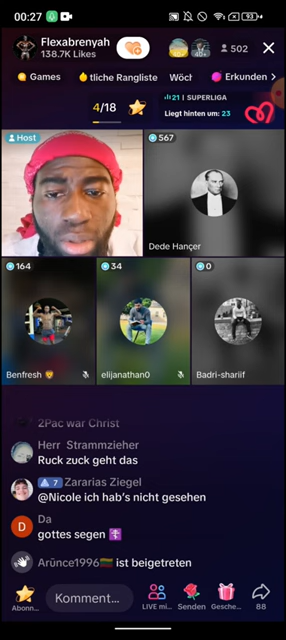 00:27
93
Flexabrenyah
138.7K Likes
502
Games
tliche Rangliste
Wöch
Erkunden
4/18
21 | SUPERLIGA
Liegt hinten um: 23
Host
567
Dede Hançer
164
Benfresh 🦁
34
elijanathan0
0
Badri-shariif
2Pac war Christ
Herr Strammzieher
Ruck zuck geht das
7 Zararias Ziegel
@Nicole ich hab's nicht gesehen
D
Da
gottes segen ✝️
Arûnce1996🇱🇹 ist beigetreten
Komment...
Abonn...
LIVE mi...
Senden
Gesche...
88